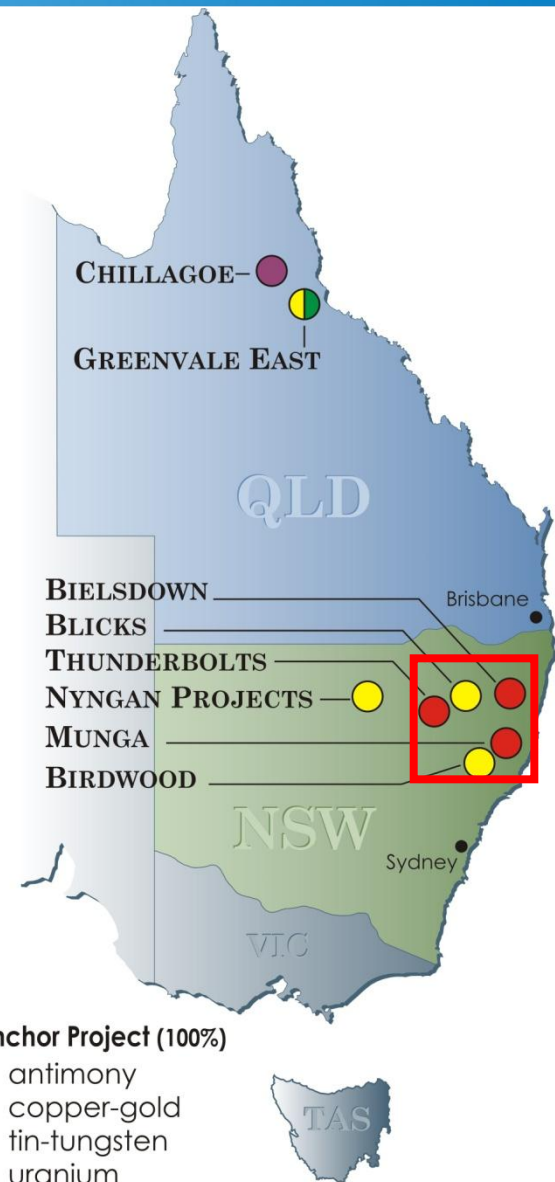 CHILLAGOE
GREENVALE EAST
QLD
BIELSDOWN
Brisbane
BLICKS
THUNDERBOLTS
NYNGAN PROJECTS
MUNGA
BIRDWOOD
NSW
Sydney
VIC
nchor Project (100%)
antimony
copper-gold
tin-tungsten
uranium
TAS